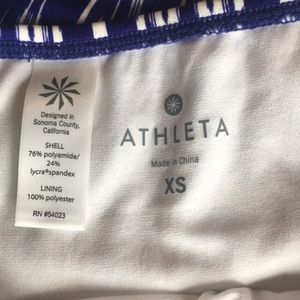 Designed in
Sonoma County,
California
SHELL
76% polyamide/
24%
lycra®spandex
LINING
100% polyester
RN #54023
ATHLETA
Made in China
XS